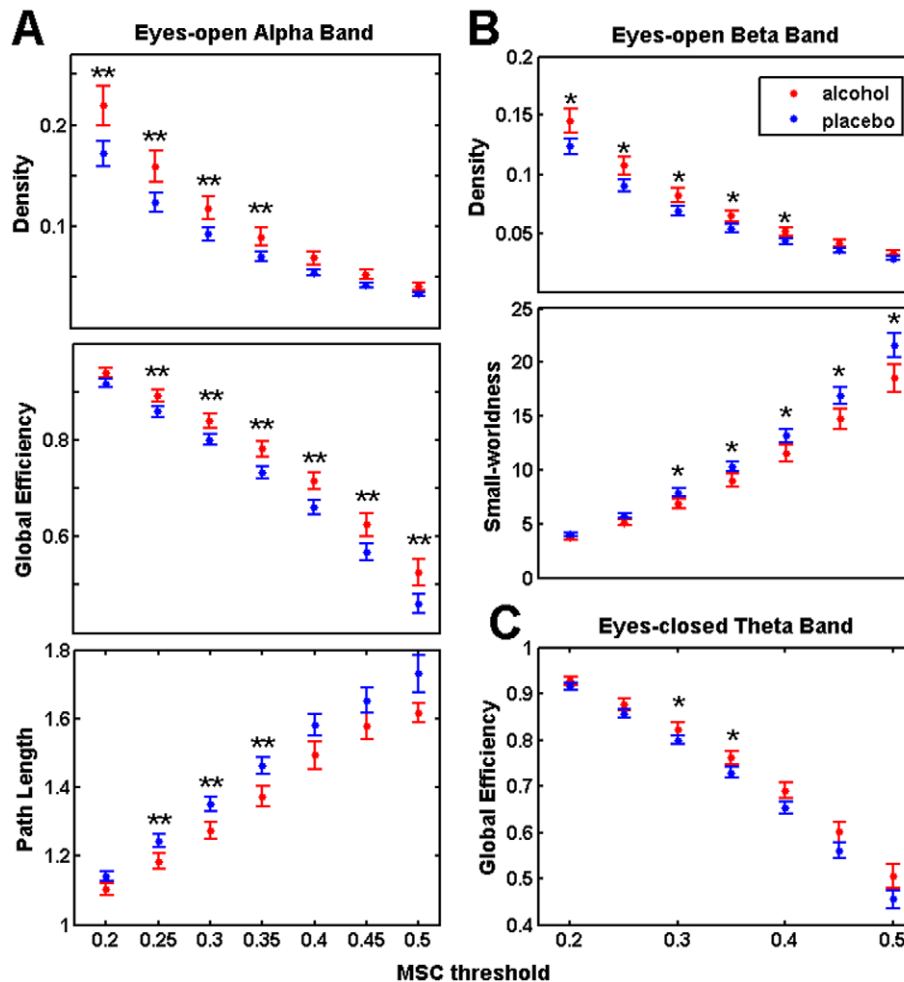 A
Eyes-open Alpha Band
Density
0.2
0.1
** ** ** **
Global Efficiency
0.8
0.6
** ** ** ** ** **
Path Length
1.8
1.6
1.4
1.2
1
** ** **
0.2 0.25 0.3 0.35 0.4 0.45 0.5
B
Eyes-open Beta Band
Density
0.2
0.15
0.1
0.05
* * * * *
alcohol
placebo
Small-worldness
25
20
15
10
5
0
* * * * *
C
Eyes-closed Theta Band
Global Efficiency
1
0.9
0.8
0.7
0.6
0.5
0.4
* *
0.2 0.3 0.4 0.5
MSC threshold